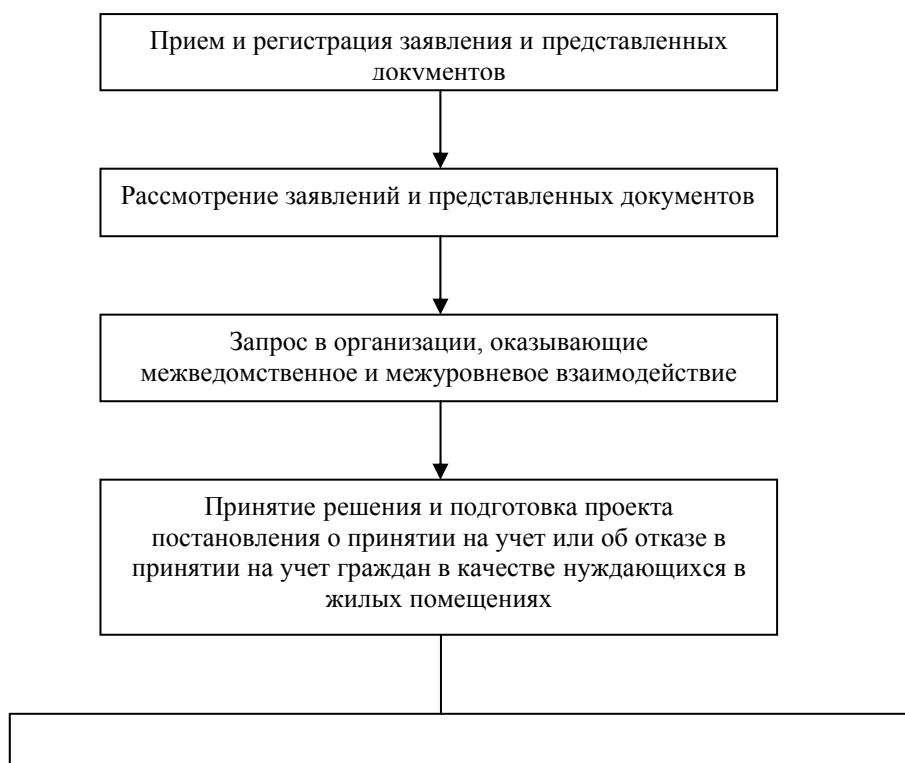 Прием и регистрация заявления и представленных
документов
Рассмотрение заявлений и представленных документов
Запрос в организации, оказывающие
межведомственное и межуровневое взаимодействие
Принятие решения и подготовка проекта
постановления о принятии на учет или об отказе в
принятии на учет граждан в качестве нуждающихся в
жилых помещениях